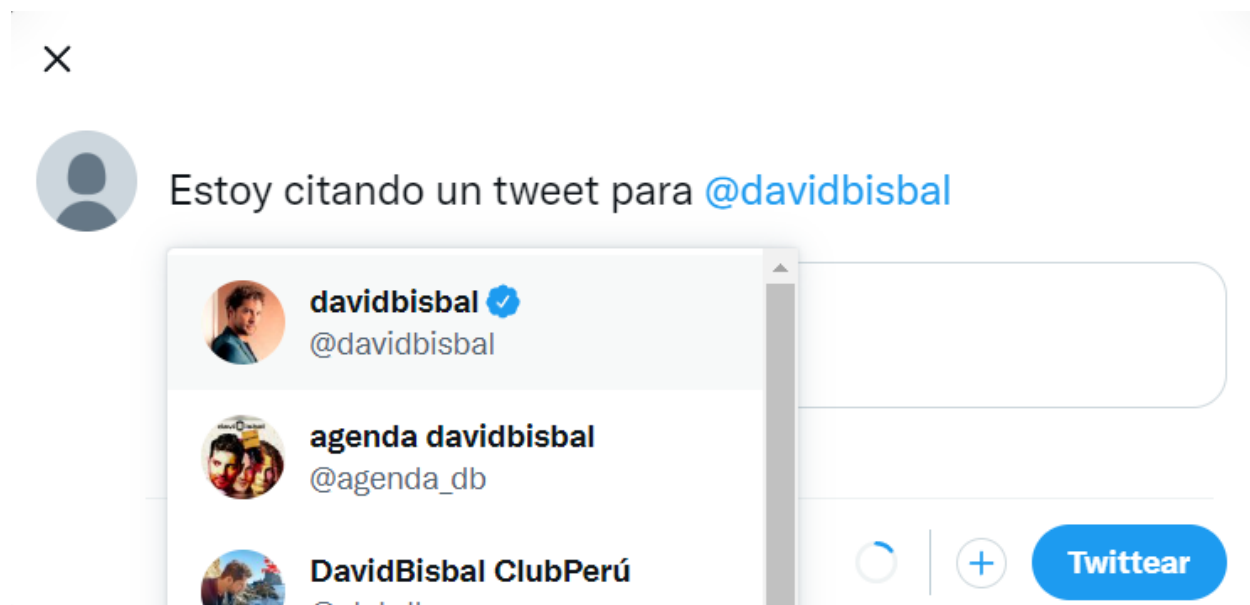 Estoy citando un tweet para @davidbisbal
davidbisbal
@davidbisbal
agenda davidbisbal
@agenda_db
DavidBisbal ClubPerú
Twittear